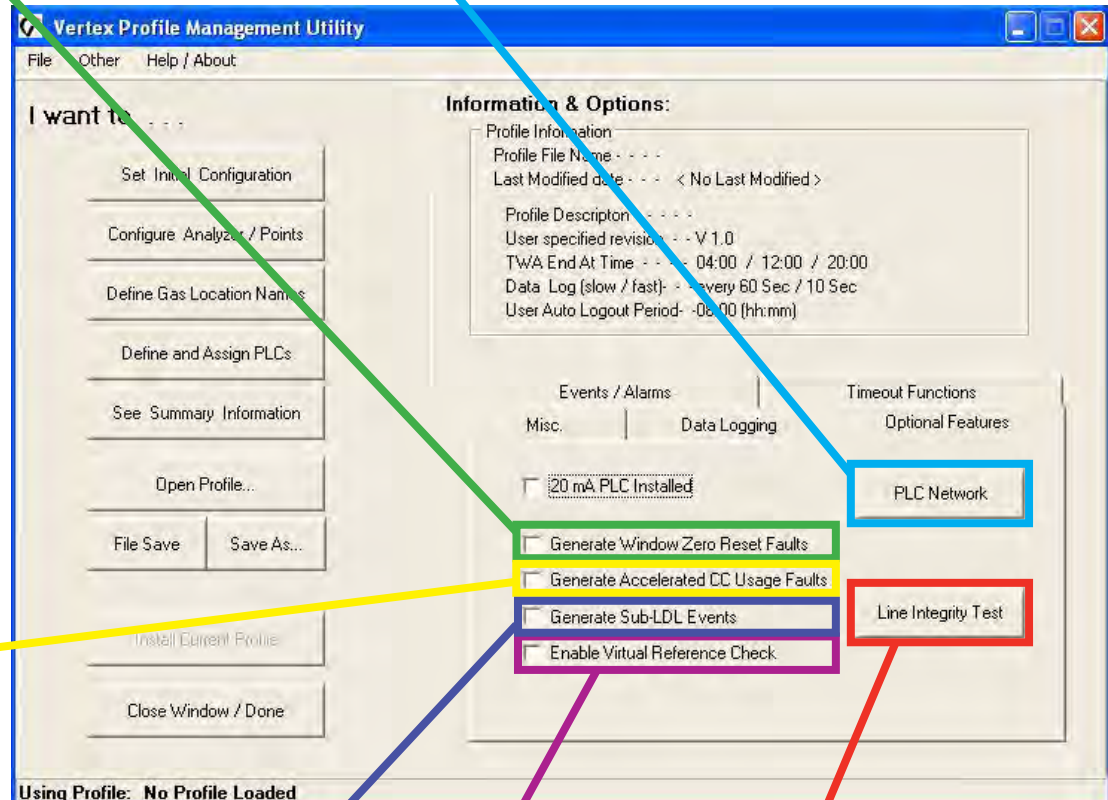 Vertex Profile Management Utility
File Other Help / About
I want to . . .
Set Initial Configuration
Configure Analyzer / Points
Define Gas Location Names
Define and Assign PLCs
See Summary Information
Open Profile...
File Save Save As...
Install Current Profile
Close Window / Done
Information & Options:
Profile Information
Profile File Name - - - -
Last Modified date - - - < No Last Modified >
Profile Descripton - - - - -
User specified revision - - V 1.0
TWA End At Time - - - - 04:00 / 12:00 / 20:00
Data Log (slow / fast)- - -every 60 Sec / 10 Sec
User Auto Logout Period- -08:00 (hh:mm)
Events / Alarms Timeout Functions
Misc. Data Logging Optional Features
20 mA PLC Installed
PLC Network
Generate Window Zero Reset Faults
Generate Accelerated CC Usage Faults
Generate Sub-LDL Events
Line Integrity Test
Enable Virtual Reference Check
Using Profile: No Profile Loaded